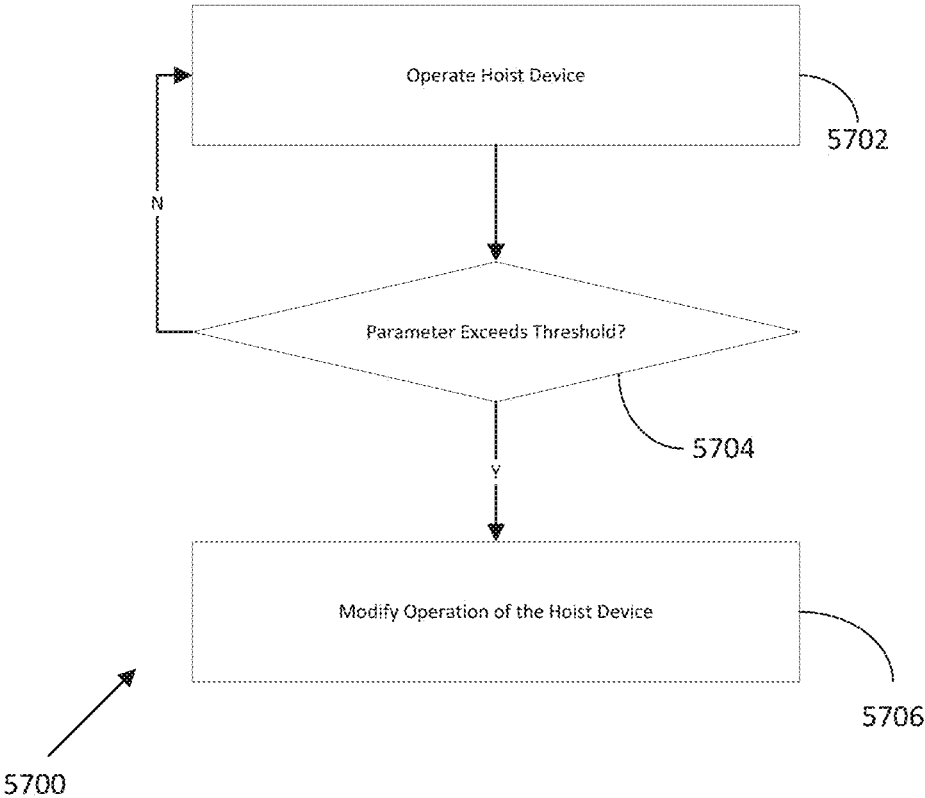 Operate Hoist Device
5702
N
Parameter Exceeds Threshold?
5704
Y
Modify Operation of the Hoist Device
5706
5700